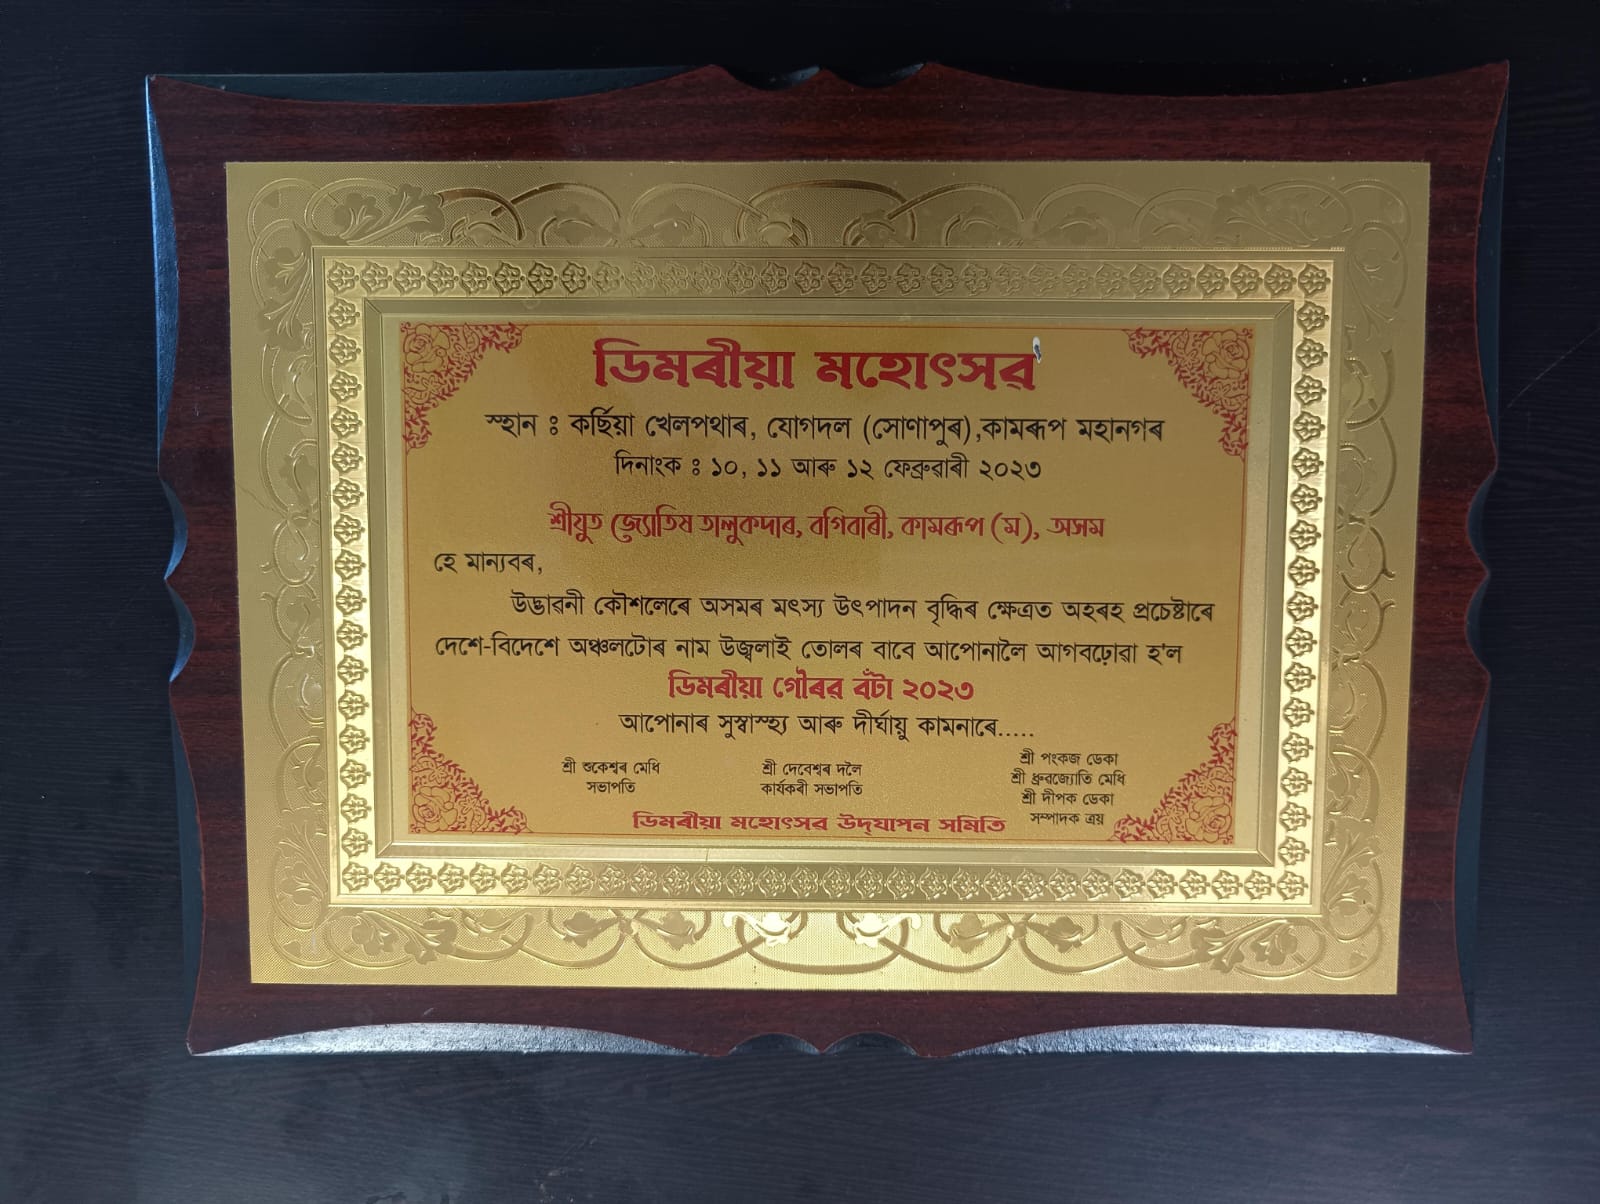 ডিমৰীয়া মহোৎসৱ
স্থান ঃ কৰ্ছিয়া খেলপথাৰ, যোগদল (সোণাপুৰ),কামৰূপ মহানগৰ
দিনাংক ঃ ১০, ১১ আৰু ১২ ফেব্ৰুৱাৰী ২০২৩
শ্ৰীযুত জ্যোতিষ তালুকদাৰ, বগিবাৰী, কামৰূপ (ম), অসম
হে মান্যবৰ,
উদ্ভাৱনী কৌশলেৰে অসমৰ মৎস্য উৎপাদন বৃদ্ধিৰ ক্ষেত্ৰত অহৰহ প্ৰচেষ্টাৰে
দেশে-বিদেশে অঞ্চলটোৰ নাম উজ্বলাই তোলৰ বাবে আপোনালৈ আগবঢ়োৱা হ'ল
ডিমৰীয়া গৌৰৱ বঁটা ২০২৩
আপোনাৰ সুস্বাস্থ্য আৰু দীৰ্ঘায়ু কামনাৰে.....
শ্ৰী শুকেশ্বৰ মেধি
সভাপতি
শ্ৰী দেবেশ্বৰ দলৈ
কাৰ্যকৰী সভাপতি
শ্ৰী পংকজ ডেকা
শ্ৰী ধ্ৰুৱজ্যোতি মেধি
শ্ৰী দীপক ডেকা
সম্পাদক ত্ৰয়
ডিমৰীয়া মহোৎসৱ উদ্‌যাপন সমিতি